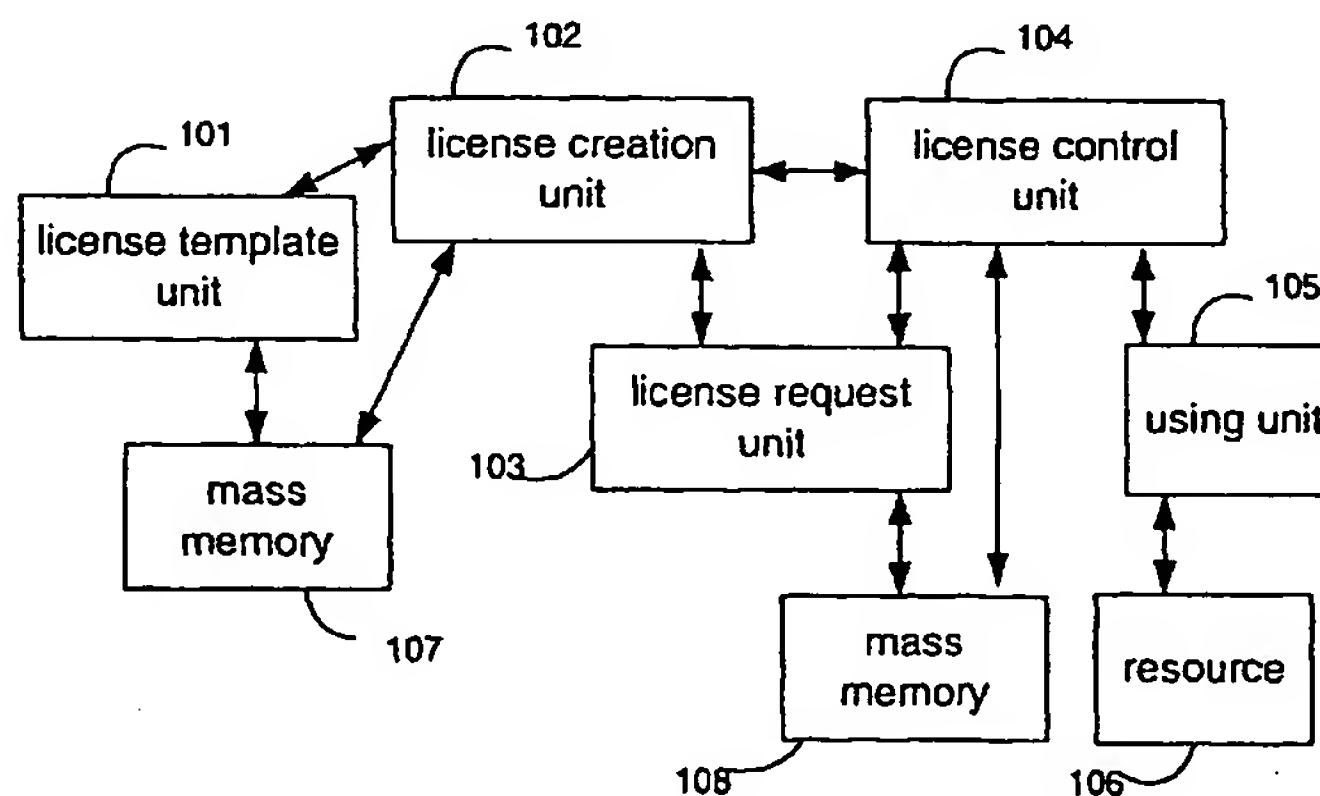 102
104
101
license creation
unit
license control
unit
license template
unit
105
license request
unit
using unit
103
mass
memory
107
mass
memory
resource
108
106